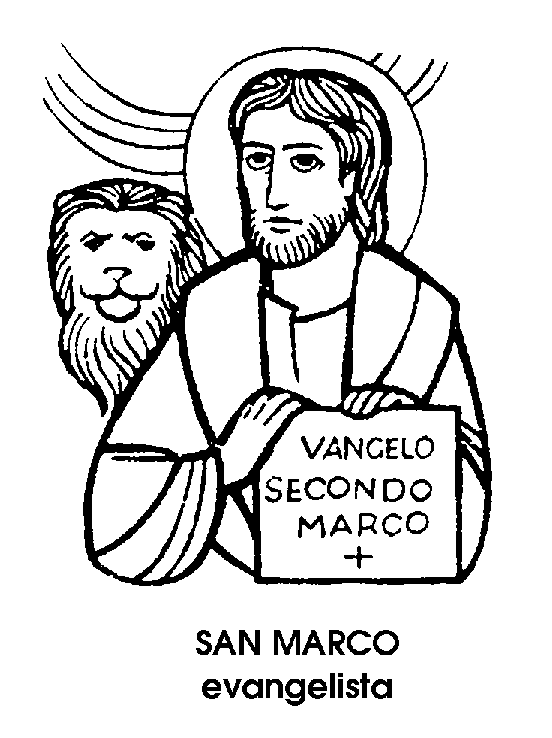 VANGELO
SECONDO
MARCO
+
SAN MARCO
evangelista